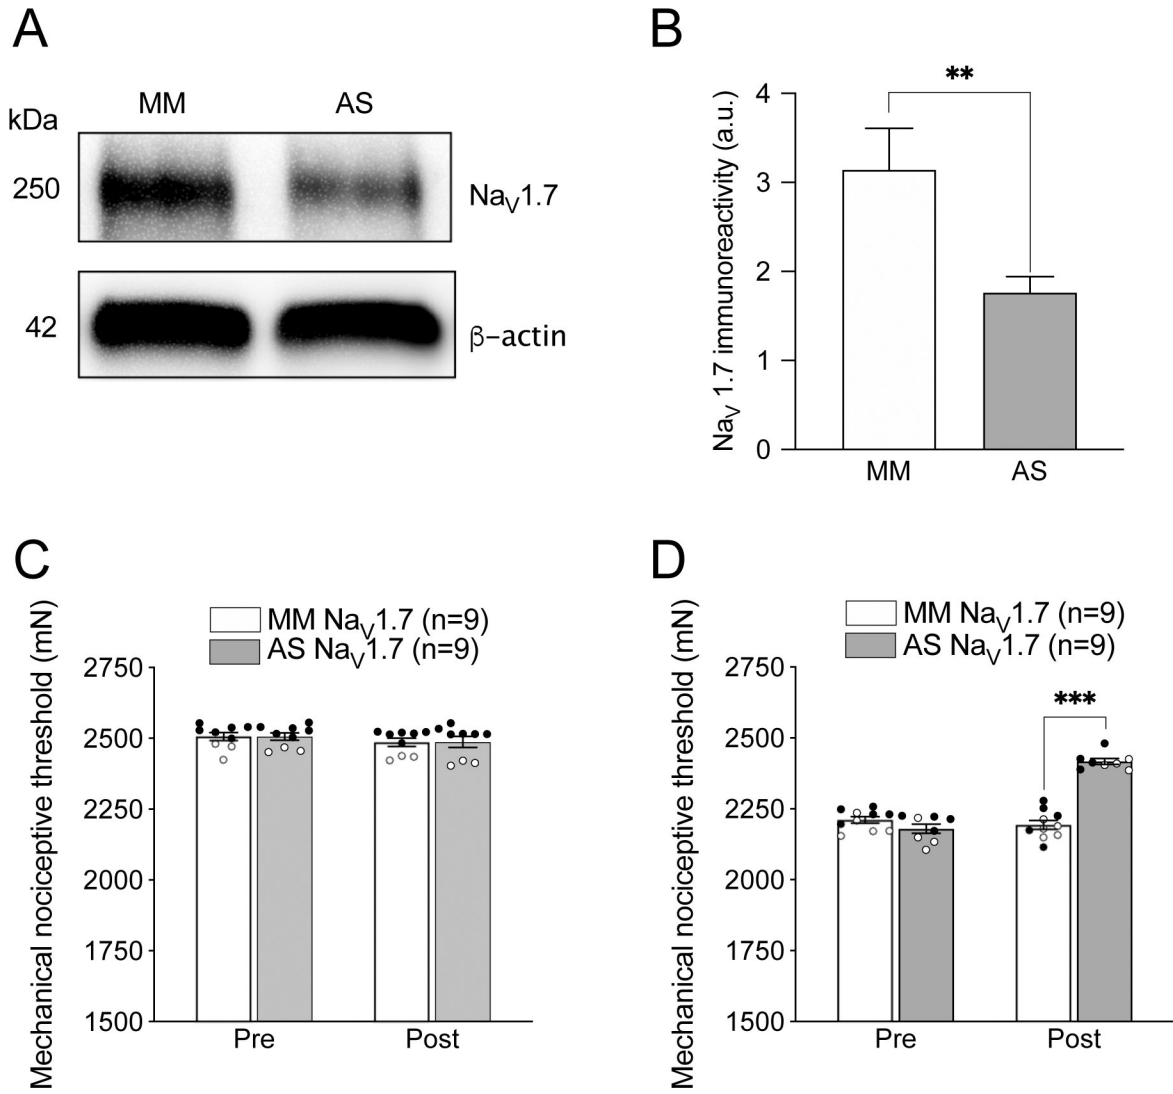 A
MM AS
kDa
250 NaV1.7
42 β–actin
B
**
NaV 1.7 immunoreactivity (a.u.)
4
3
2
1
0
MM AS
C
MM NaV1.7 (n=9)
AS NaV1.7 (n=9)
Mechanical nociceptive threshold (mN)
2750
2500
2250
2000
1750
1500
Pre Post
D
MM NaV1.7 (n=9)
AS NaV1.7 (n=9)
***
Mechanical nociceptive threshold (mN)
2750
2500
2250
2000
1750
1500
Pre Post